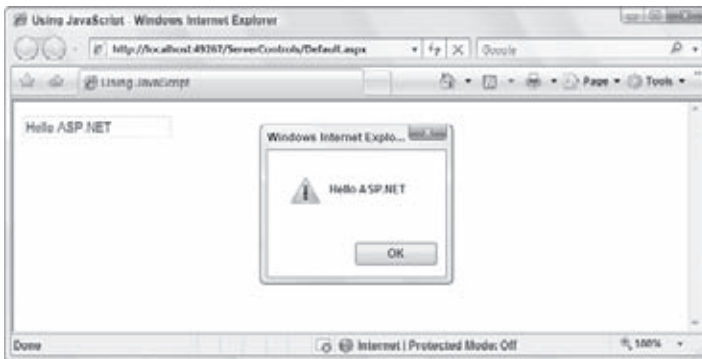 Using JavaScript - Windows Internet Explorer
http://localhost:49267/ServerControls/Default.aspx
Google
Using JavaScript
Page
Tools
Hello ASP.NET
Windows Internet Explo...
Hello ASP.NET
OK
Done
Internet | Protected Mode: Off
100%